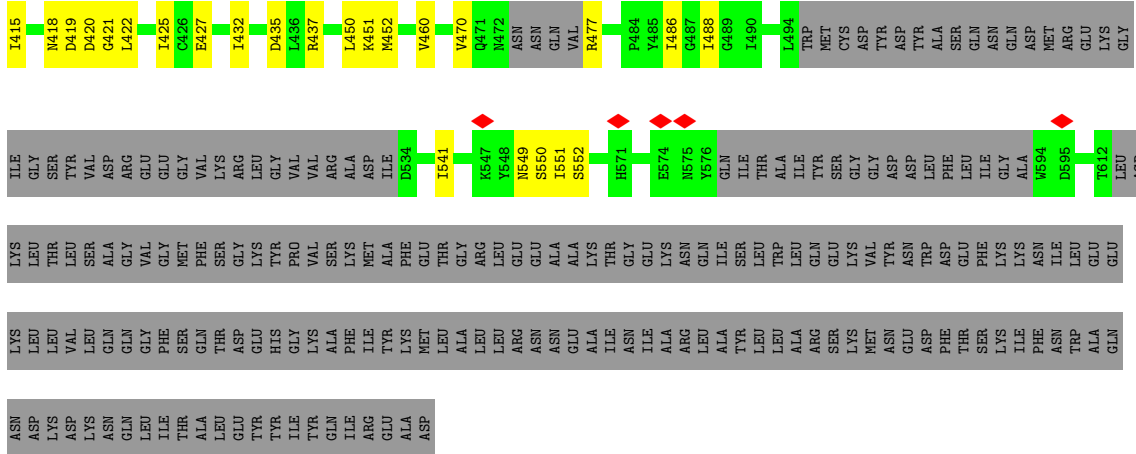 I415 N418 D419 D420 G421 L422 I425 C426 E427 I432 D435 L436 R437 L450 K451 M452 V460 V470 Q471 N472 ASN ASN GLN VAL R477 P484 Y485 I486 G487 I488 G489 I490 L494 TRP MET CYS ASP TYR ASP TYR ALA SER GLN ASN GLN ASP MET ARG GLU LYS GLY
ILE GLY SER TYR VAL ASP ARG GLU GLU GLY VAL LYS ARG LEU GLY VAL VAL ARG ALA ASP ILE D534 I541 K547 Y548 N549 S550 I551 S552 H571 E574 N575 Y576 GLN ILE THR ALA ILE TYR SER GLY GLY ASP ASP LEU PHE LEU ILE GLY ALA W594 D595 T612 LEU
LYS LEU THR LEU SER ALA GLY VAL GLY MET PHE SER GLY LYS TYR PRO VAL SER LYS MET ALA PHE GLU THR GLY ARG LEU GLU GLU ALA ALA LYS THR GLY GLU LYS ASN GLN ILE SER LEU TRP LEU GLN GLU LYS VAL TYR ASN TRP ASP GLU PHE LYS LYS ASN ILE LEU GLU GLU
LYS LEU LEU VAL LEU GLN GLN GLY PHE SER GLN THR ASP GLU HIS GLY LYS ALA PHE ILE TYR LYS MET LEU ALA LEU LEU ARG ASN ASN GLU ALA ILE ASN ILE ALA ARG LEU ALA TYR LEU LEU ALA ARG SER LYS MET ASN GLU ASP PHE THR SER LYS ILE PHE ASN TRP ALA GLN
ASN ASP LYS ASP LYS ASN GLN LEU ILE THR ALA LEU GLU TYR TYR ILE TYR GLN ILE ARG GLU ALA ASP